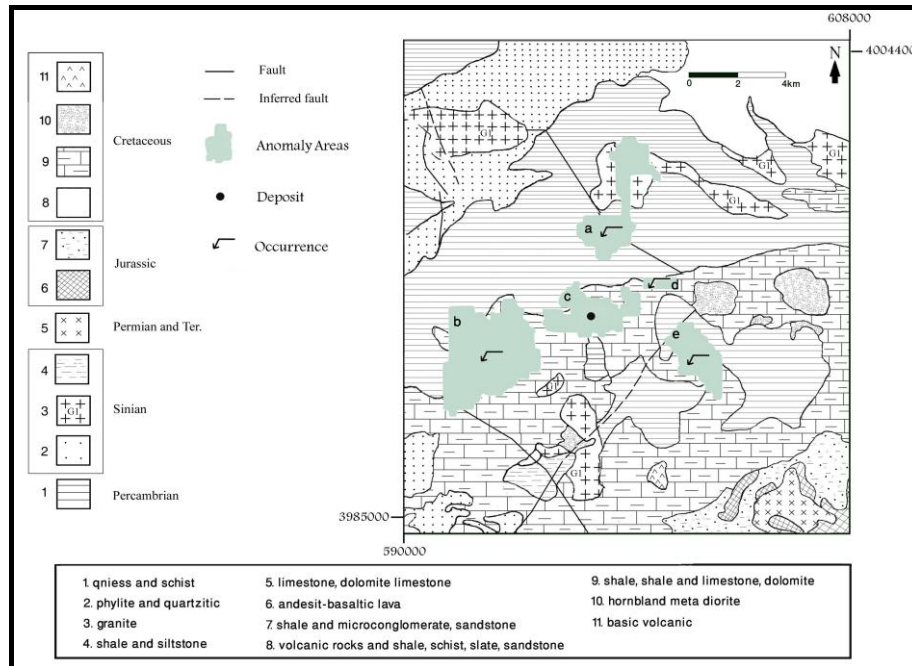 608000
4004400
N
0 2 4km
11
10
9
8
Cretaceous
7
6
Jurassic
5
Permian and Ter.
4
3 G1
2
Sinian
1
Percambrian
Fault
Inferred fault
Anomaly Areas
Deposit
Occurrence
G1
G1
G1
G1
G1
a
b
c
d
e
G1
G1
3985000
590000
1. qniess and schist
2. phylite and quartzitic
3. granite
4. shale and siltstone
5. limestone, dolomite limestone
6. andesit-basaltic lava
7. shale and microconglomerate, sandstone
8. volcanic rocks and shale, schist, slate, sandstone
9. shale, shale and limestone, dolomite
10. hornbland meta diorite
11. basic volcanic